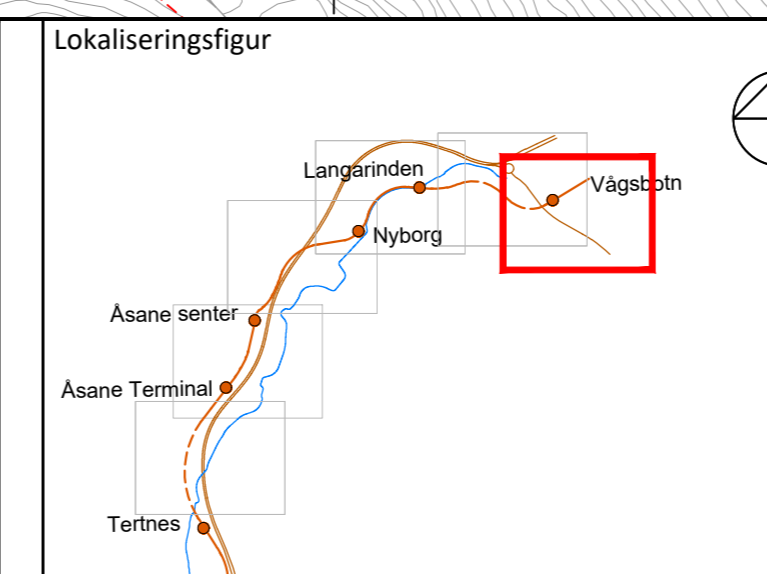 Lokaliseringsfigur
Langarinden
Vågsbotn
Nyborg
Åsane senter
Åsane Terminal
Tertnes